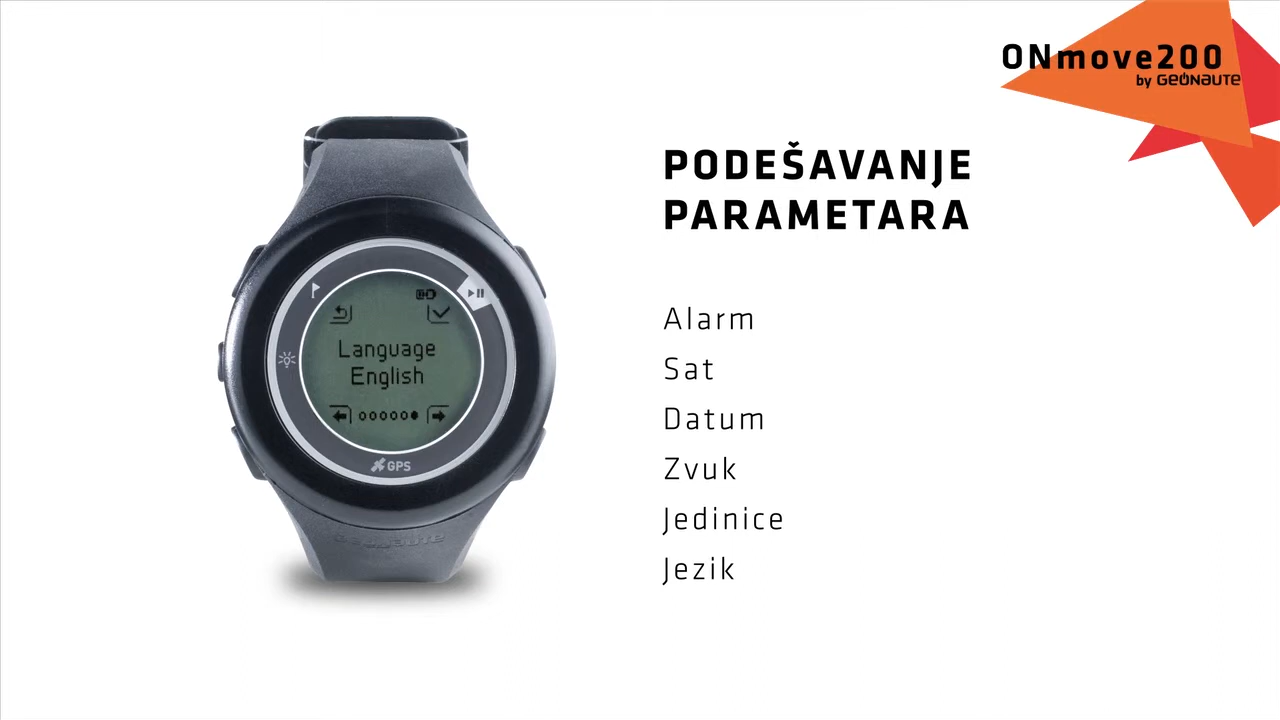 ONmove200
by GEONAUTE
PODEŠAVANJE
PARAMETARA
Alarm
Sat
Datum
Zvuk
Jedinice
Jezik
Language
English
GPS